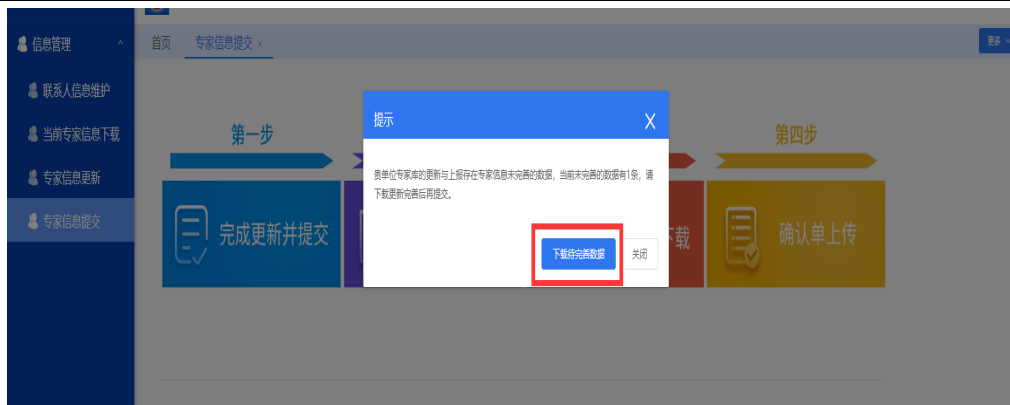 信息管理
首页
专家信息提交 ×
更多
联系人信息维护
当前专家信息下载
专家信息更新
专家信息提交
第一步
第四步
提示
X
贵单位专家库的更新与上报存在专家信息未完善的数据，当前未完善的数据有1条，请
下载更新完善后再提交。
下载待完善数据
关闭
完成更新并提交
下载
确认单上传